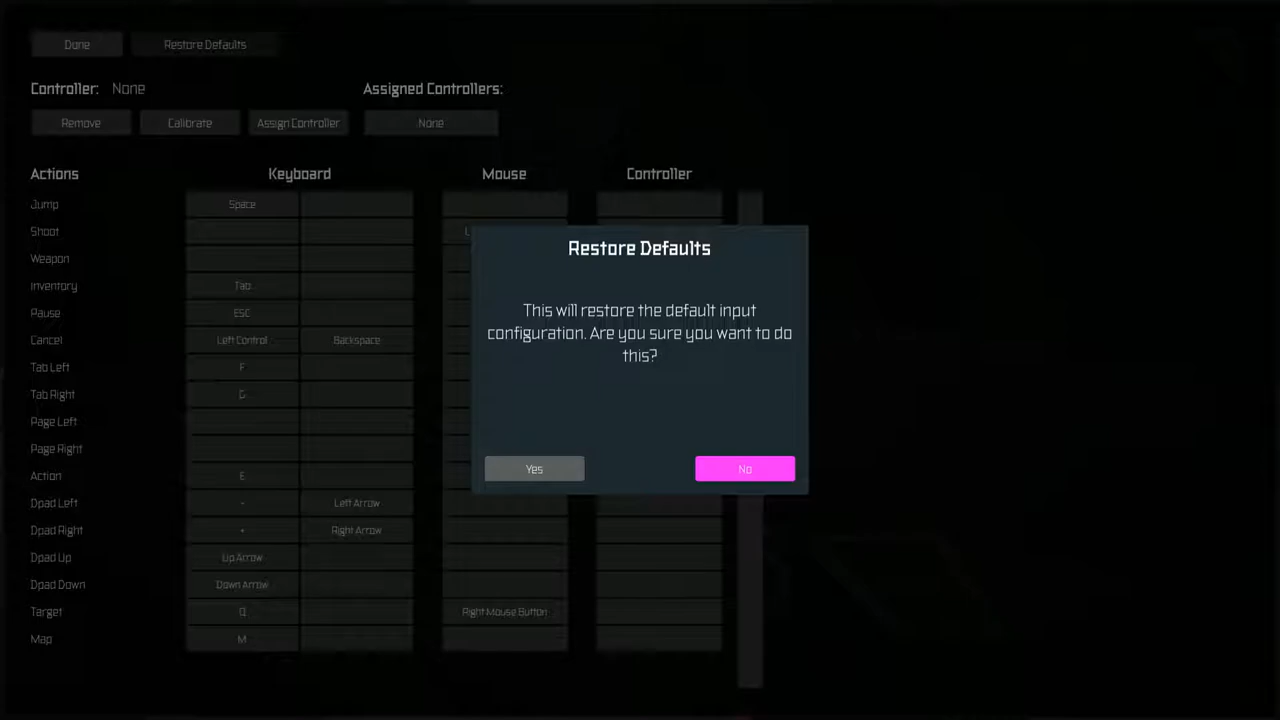 Done Restore Defaults
Controller: None Assigned Controllers:
Remove Calibrate Assign Controller None
Actions Keyboard Mouse Controller
Jump Space
Shoot
Weapon
Inventory Tab
Pause ESC
Cancel Left Control Backspace
Tab Left F
Tab Right G
Page Left
Page Right
Action E
Dpad Left - Left Arrow
Dpad Right + Right Arrow
Dpad Up Up Arrow
Dpad Down Down Arrow
Target Q Right Mouse Button
Map M
Restore Defaults
This will restore the default input
configuration. Are you sure you want to do
this?
Yes No